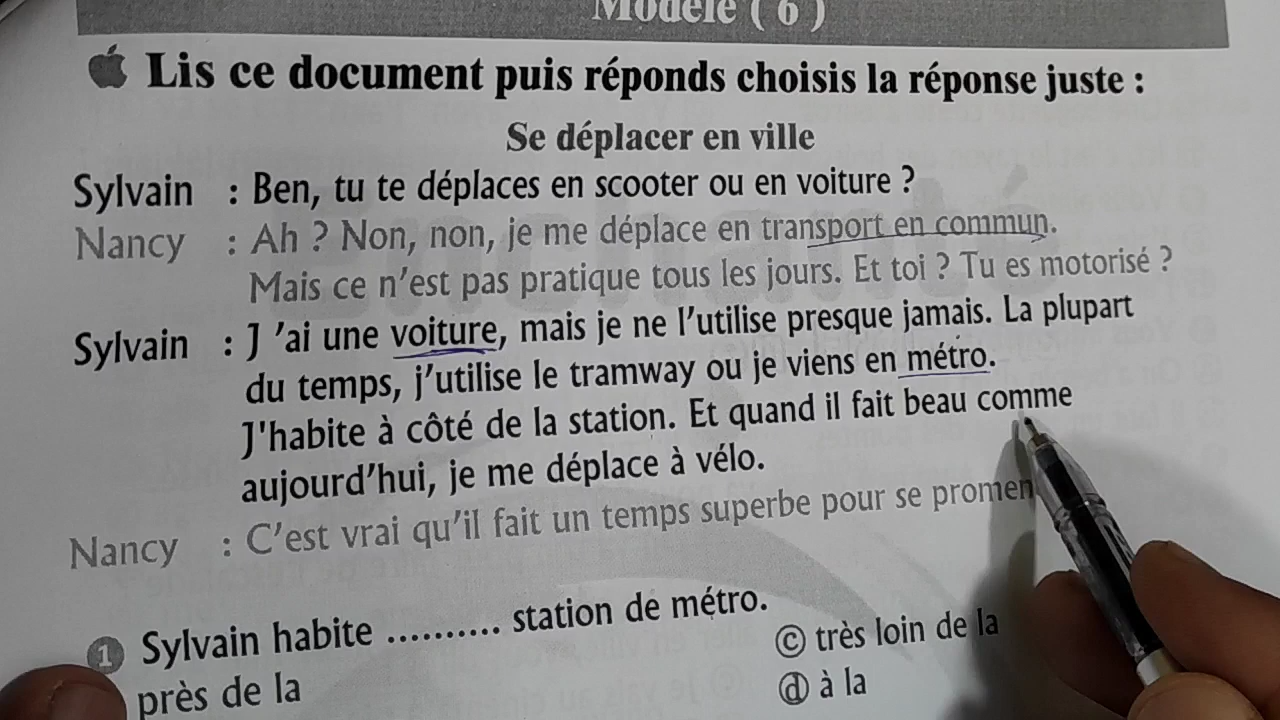 Modèle ( 6 )
Lis ce document puis réponds choisis la réponse juste :
Se déplacer en ville
Sylvain : Ben, tu te déplaces en scooter ou en voiture ?
Nancy : Ah ? Non, non, je me déplace en transport en commun.
Mais ce n'est pas pratique tous les jours. Et toi ? Tu es motorisé ?
Sylvain : J 'ai une voiture, mais je ne l'utilise presque jamais. La plupart
du temps, j'utilise le tramway ou je viens en métro.
J'habite à côté de la station. Et quand il fait beau comme
aujourd'hui, je me déplace à vélo.
Nancy : C'est vrai qu'il fait un temps superbe pour se
1 Sylvain habite .......... station de métro.
près de la
c très loin de la
d à la